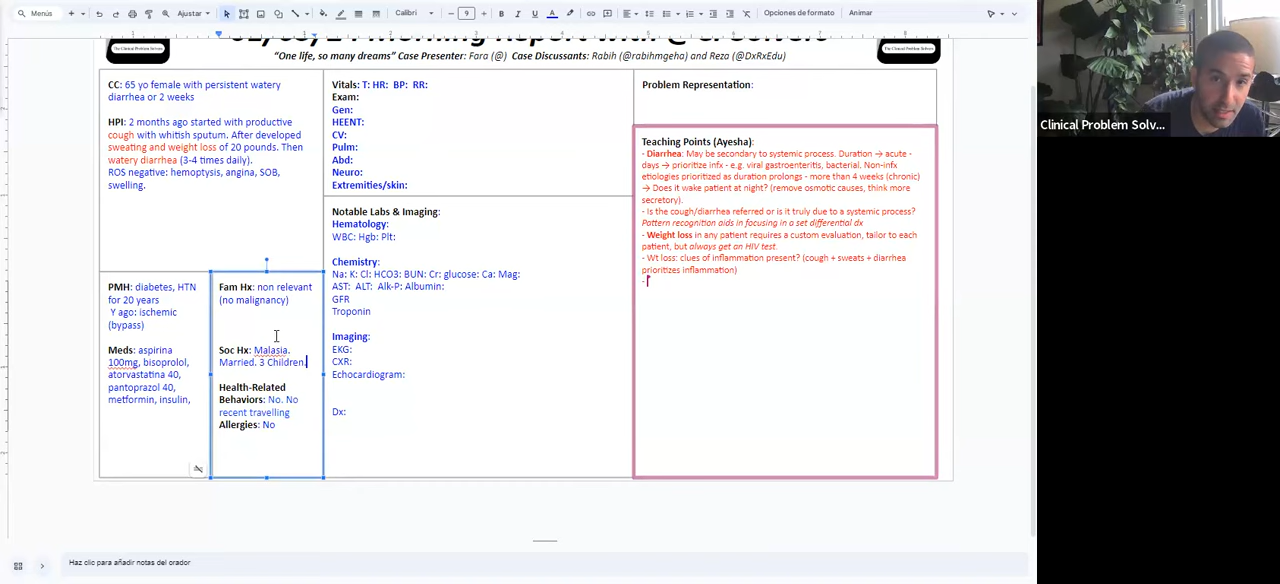 Menús
Ajustar
Calibri
9
Opciones de formato
Animar
"One life, so many dreams" Case Presenter: Fara (@) Case Discussants: Rabih (@rabihmgeha) and Reza (@DxRxEdu)
The Clinical Problem Solvers
The Clinical Problem Solvers
CC: 65 yo female with persistent watery
diarrhea or 2 weeks
HPI: 2 months ago started with productive
cough with whitish sputum. After developed
sweating and weight loss of 20 pounds. Then
watery diarrhea (3-4 times daily).
ROS negative: hemoptysis, angina, SOB,
swelling.
PMH: diabetes, HTN
for 20 years
Y ago: ischemic
(bypass)
Meds: aspirina
100mg, bisoprolol,
atorvastatina 40,
pantoprazol 40,
metformin, insulin,
Fam Hx: non relevant
(no malignancy)
Soc Hx: Malasia.
Married. 3 Children.
Health-Related
Behaviors: No. No
recent travelling
Allergies: No
Vitals: T: HR: BP: RR:
Exam:
Gen:
HEENT:
CV:
Pulm:
Abd:
Neuro:
Extremities/skin:
Notable Labs & Imaging:
Hematology:
WBC: Hgb: Plt:
Chemistry:
Na: K: Cl: HCO3: BUN: Cr: glucose: Ca: Mag:
AST: ALT: Alk-P: Albumin:
GFR
Troponin
Imaging:
EKG:
CXR:
Echocardiogram:
Dx:
Problem Representation:
Teaching Points (Ayesha):
- Diarrhea: May be secondary to systemic process. Duration → acute -
days → prioritize infx - e.g. viral gastroenteritis, bacterial. Non-infx
etiologies prioritized as duration prolongs - more than 4 weeks (chronic)
→ Does it wake patient at night? (remove osmotic causes, think more
secretory).
- Is the cough/diarrhea referred or is it truly due to a systemic process?
Pattern recognition aids in focusing in a set differential dx
- Weight loss in any patient requires a custom evaluation, tailor to each
patient, but always get an HIV test.
- Wt loss: clues of inflammation present? (cough + sweats + diarrhea
prioritizes inflammation)
-
Haz clic para añadir notas del orador
Clinical Problem Solv...